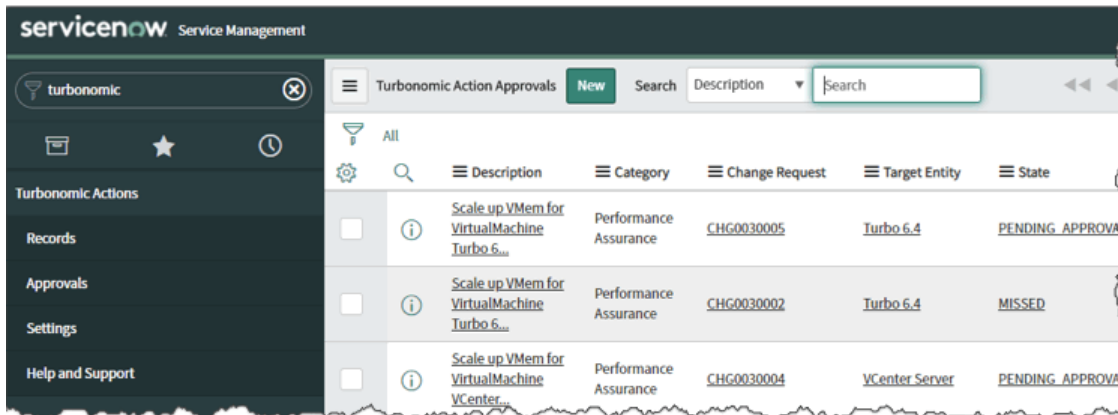 servicenow Service Management
turbonomic
Turbonomic Actions
Records
Approvals
Settings
Help and Support
Turbonomic Action Approvals New Search Description Search
All
Description Category Change Request Target Entity State
Scale up VMem for
VirtualMachine
Turbo 6...
Performance
Assurance
CHG0030005
Turbo 6.4
PENDING_APPROVA
Scale up VMem for
VirtualMachine
Turbo 6...
Performance
Assurance
CHG0030002
Turbo 6.4
MISSED
Scale up VMem for
VirtualMachine
VCenter...
Performance
Assurance
CHG0030004
VCenter Server
PENDING_APPROVA